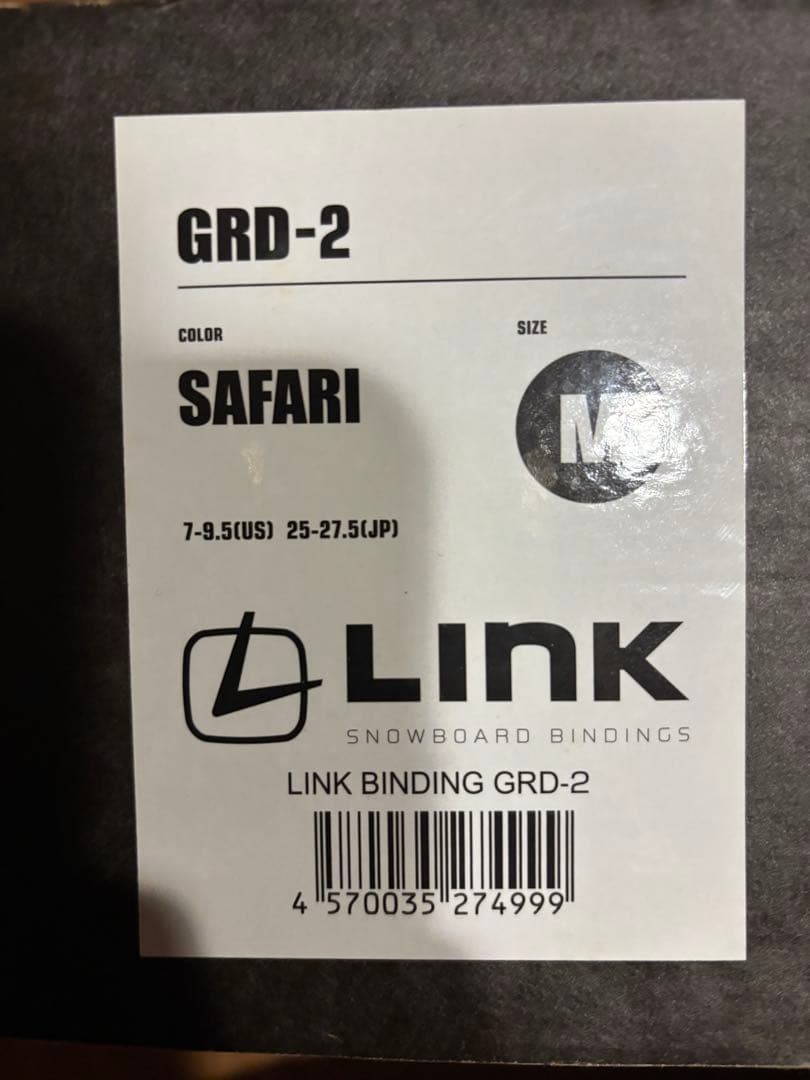 GRD-2
COLOR
SAFARI
SIZE
M
7-9.5(US) 25-27.5(JP)
LINK
SNOWBOARD BINDINGS
LINK BINDING GRD-2
4 570035 274999